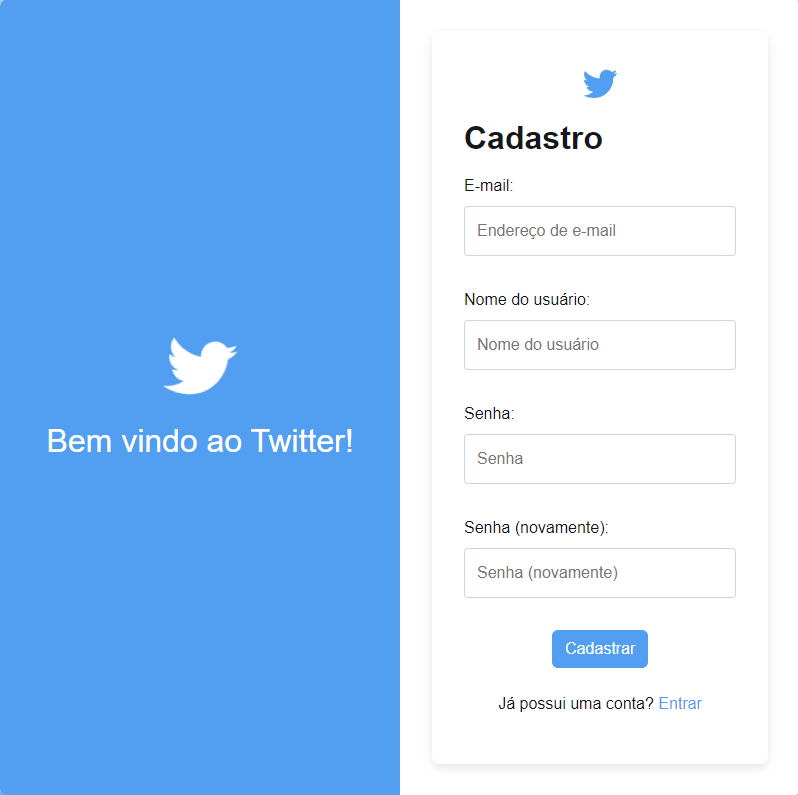 Bem vindo ao Twitter!
Cadastro
E-mail:
Endereço de e-mail
Nome do usuário:
Nome do usuário
Senha:
Senha
Senha (novamente):
Senha (novamente)
Cadastrar
Já possui uma conta? Entrar